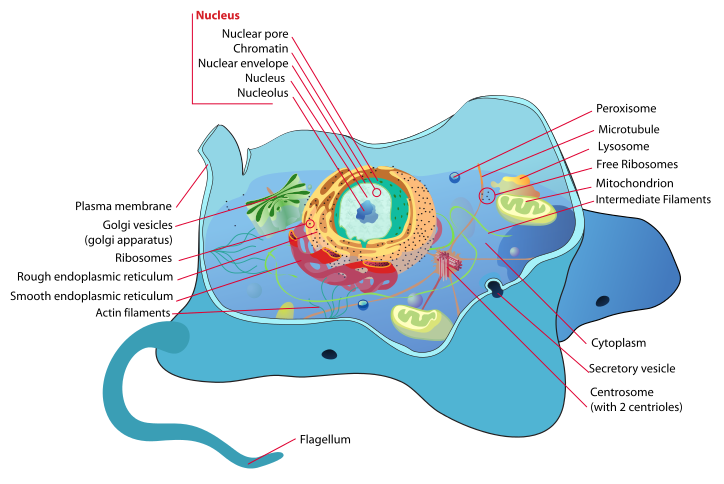 Nucleus
Nuclear pore
Chromatin
Nuclear envelope
Nucleus
Nucleolus
Plasma membrane
Golgi vesicles
(golgi apparatus)
Ribosomes
Rough endoplasmic reticulum
Smooth endoplasmic reticulum
Actin filaments
Peroxisome
Microtubule
Lysosome
Free Ribosomes
Mitochondrion
Intermediate Filaments
Cytoplasm
Secretory vesicle
Centrosome
(with 2 centrioles)
Flagellum